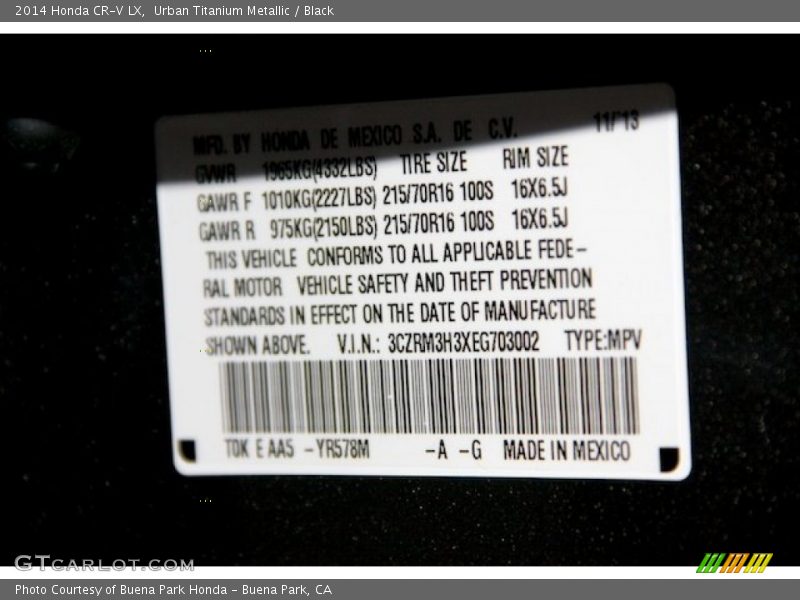 2014 Honda CR-V LX,  Urban Titanium Metallic / Black
MFD. BY HONDA DE MEXICO S.A. DE C.V. 11/'13
GVWR 1965KG(4332LBS) TIRE SIZE RIM SIZE
GAWR F 1010KG(2227LBS) 215/70R16 100S 16X6.5J
GAWR R 975KG(2150LBS) 215/70R16 100S 16X6.5J
THIS VEHICLE CONFORMS TO ALL APPLICABLE FEDE-
RAL MOTOR VEHICLE SAFETY AND THEFT PREVENTION
STANDARDS IN EFFECT ON THE DATE OF MANUFACTURE
SHOWN ABOVE. V.I.N.: 3CZRM3H3XEG703002 TYPE:MPV
T0K E AA5 -YR578M -A -G MADE IN MEXICO
GTCARLOT.COM
Photo Courtesy of Buena Park Honda - Buena Park, CA